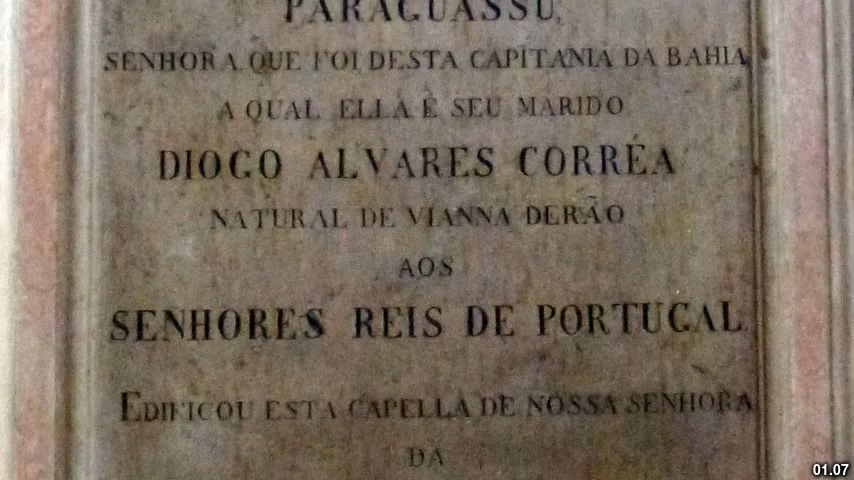 PARAGUASSU,
SENHORA QUE FOI DESTA CAPITANIA DA BAHIA
A QUAL ELLA E SEU MARIDO
DIOGO ALVARES CORRÉA
NATURAL DE VIANNA DERÃO
AOS
SENHORES REIS DE PORTUGAL
EDIFICOU ESTA CAPELLA DE NOSSA SENHORA
DA
01.07